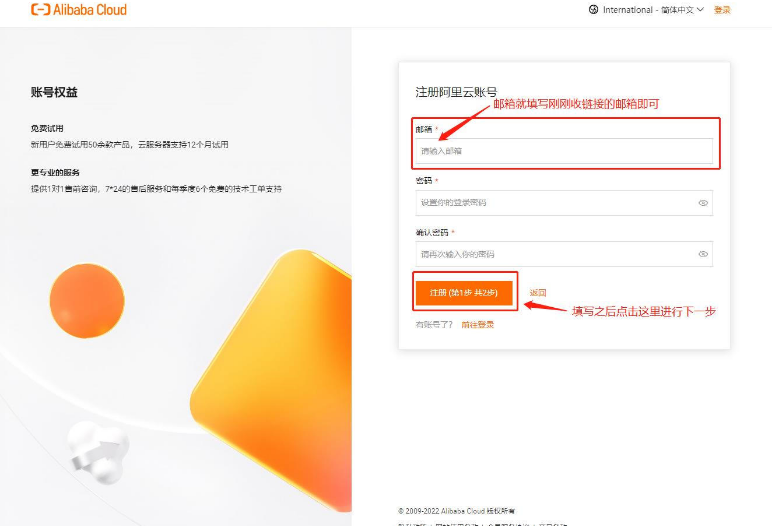 Alibaba Cloud
International - 简体中文
登录
账号权益
免费试用
新用户免费试用50余款产品，云服务器支持12个月试用
更专业的服务
提供1对1售前咨询，7*24的售后服务和每季度6个免费的技术工单支持
注册阿里云账号
邮箱就填写刚刚收链接的邮箱即可
邮箱 *
请输入邮箱
密码 *
设置你的登录密码
确认密码 *
请再次输入你的密码
注册 (第1步 共2步)
返回
填写之后点击这里进行下一步
有账号了？ 前往登录
© 2009-2022 Alibaba Cloud 版权所有